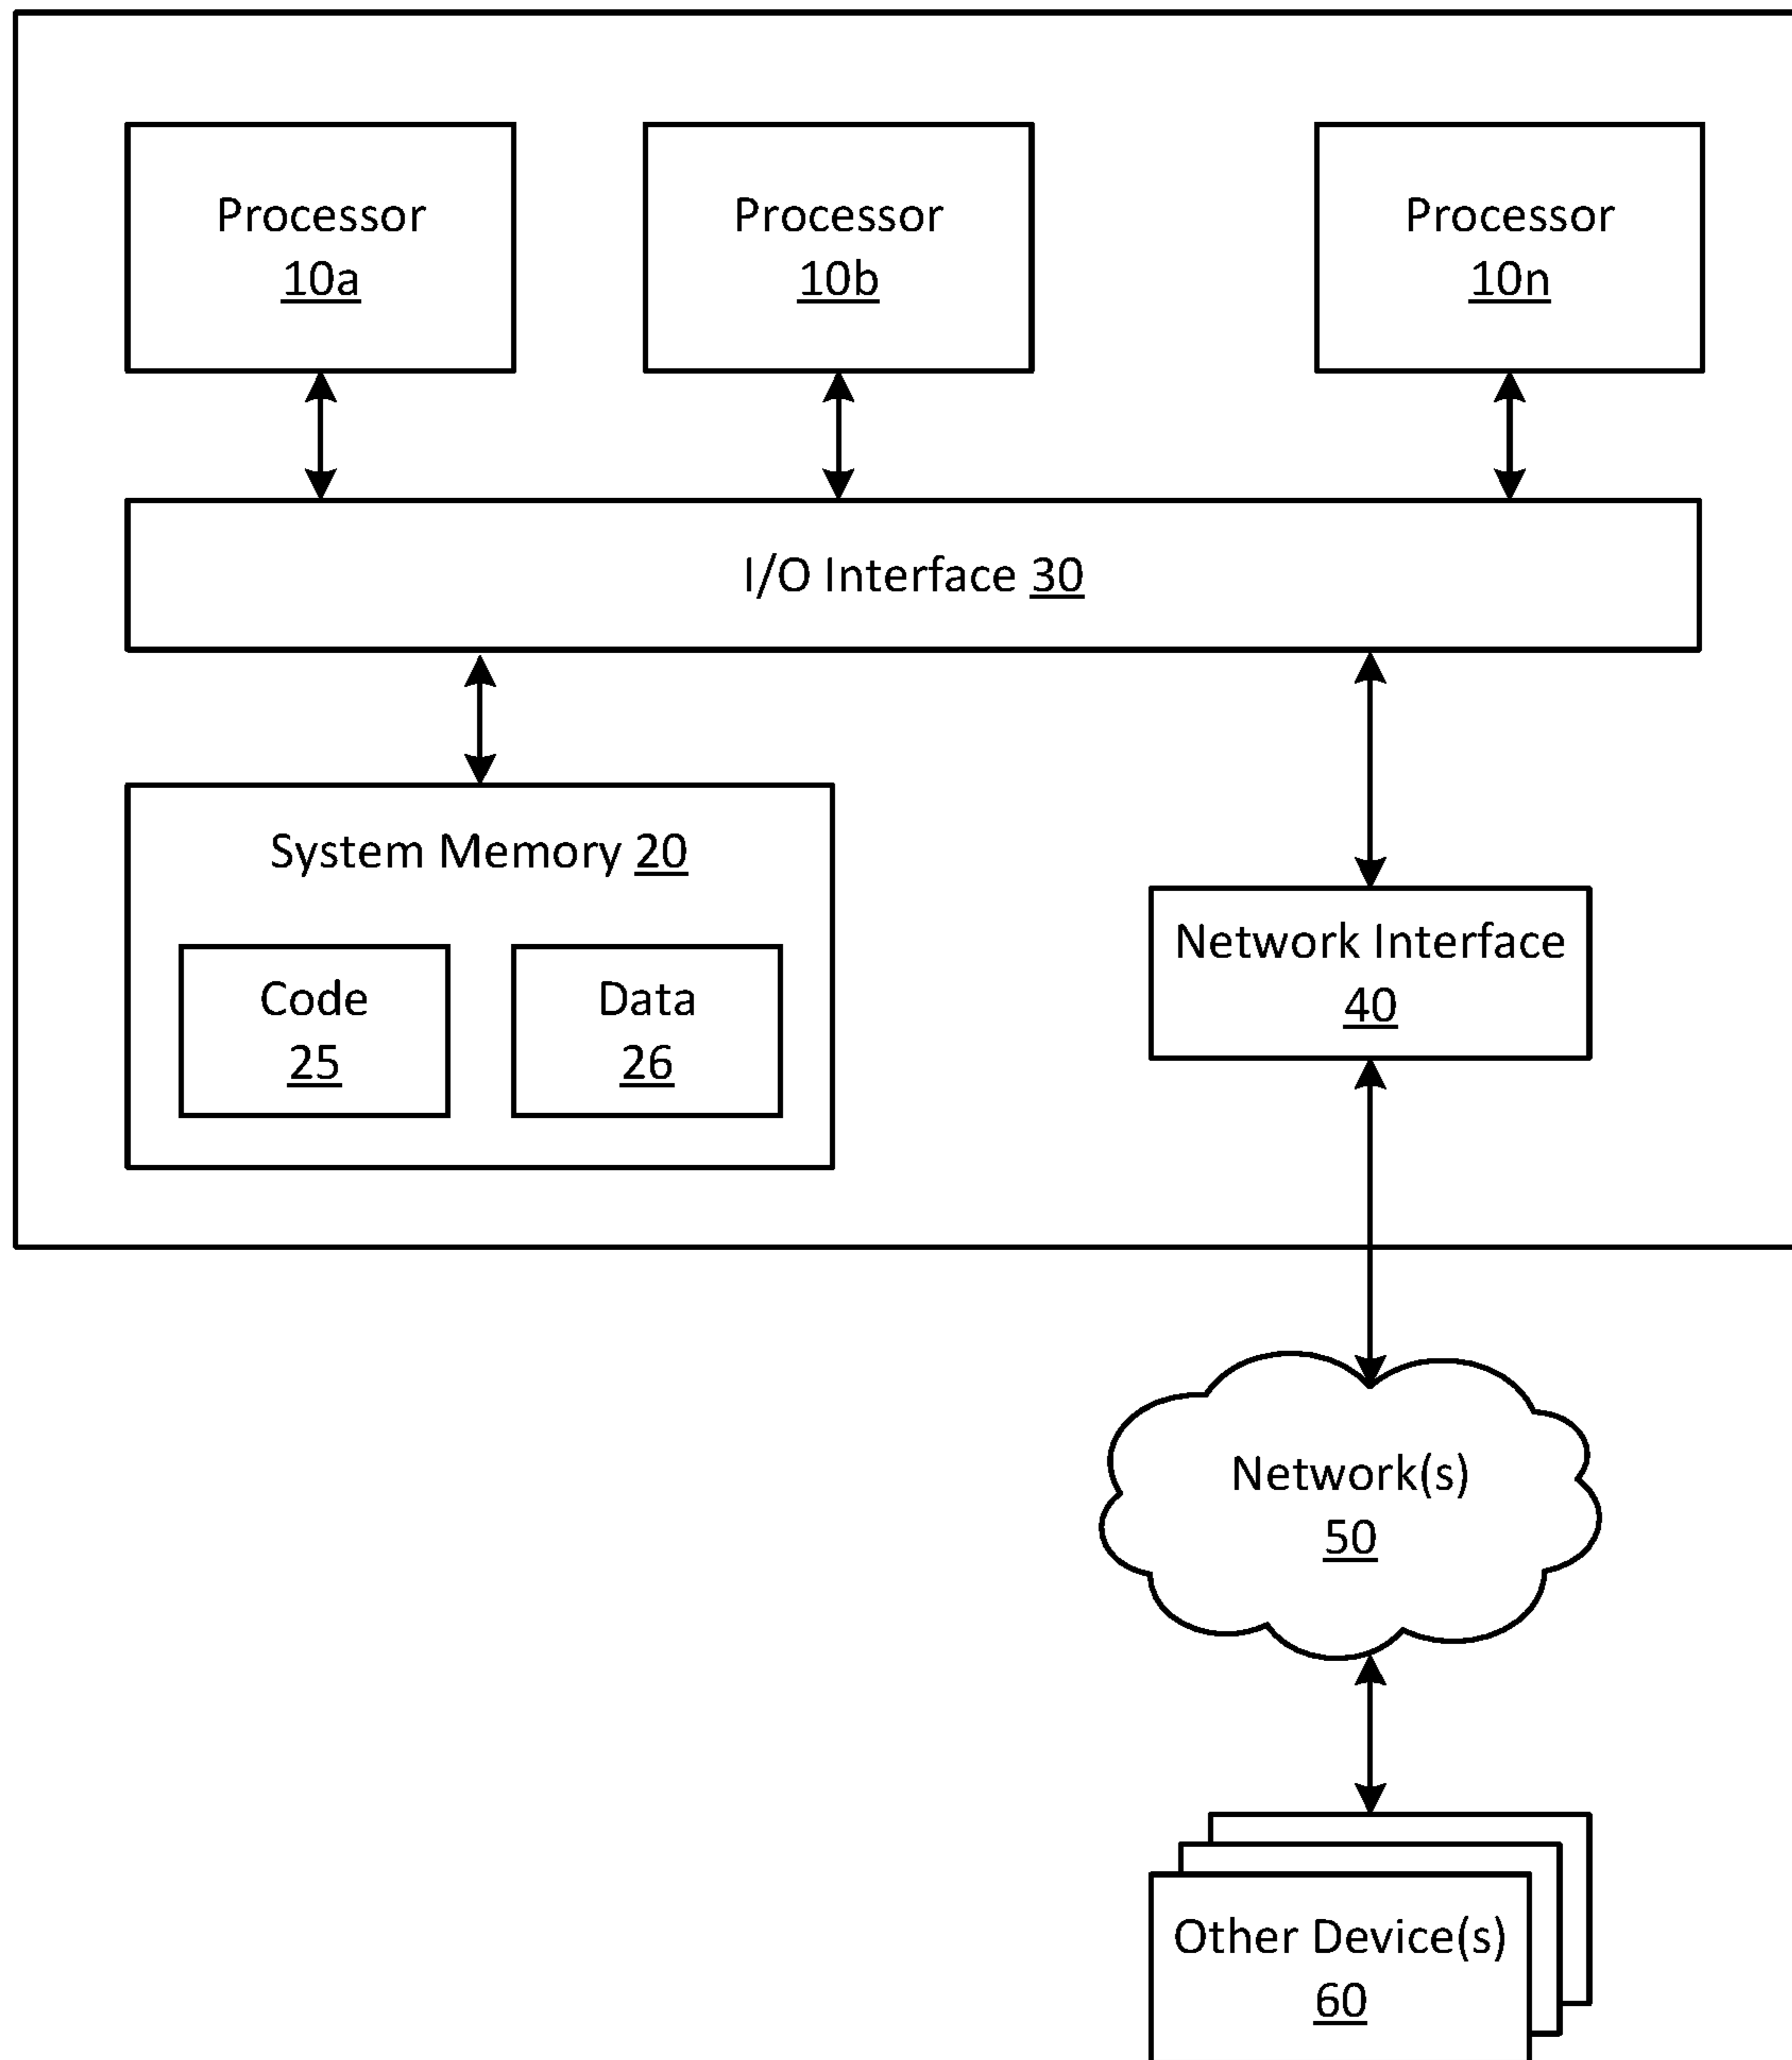 Processor
10a
Processor
10b
Processor
10n
I/O Interface 30
System Memory 20
Code
25
Data
26
Network Interface
40
Network(s)
50
Other Device(s)
60